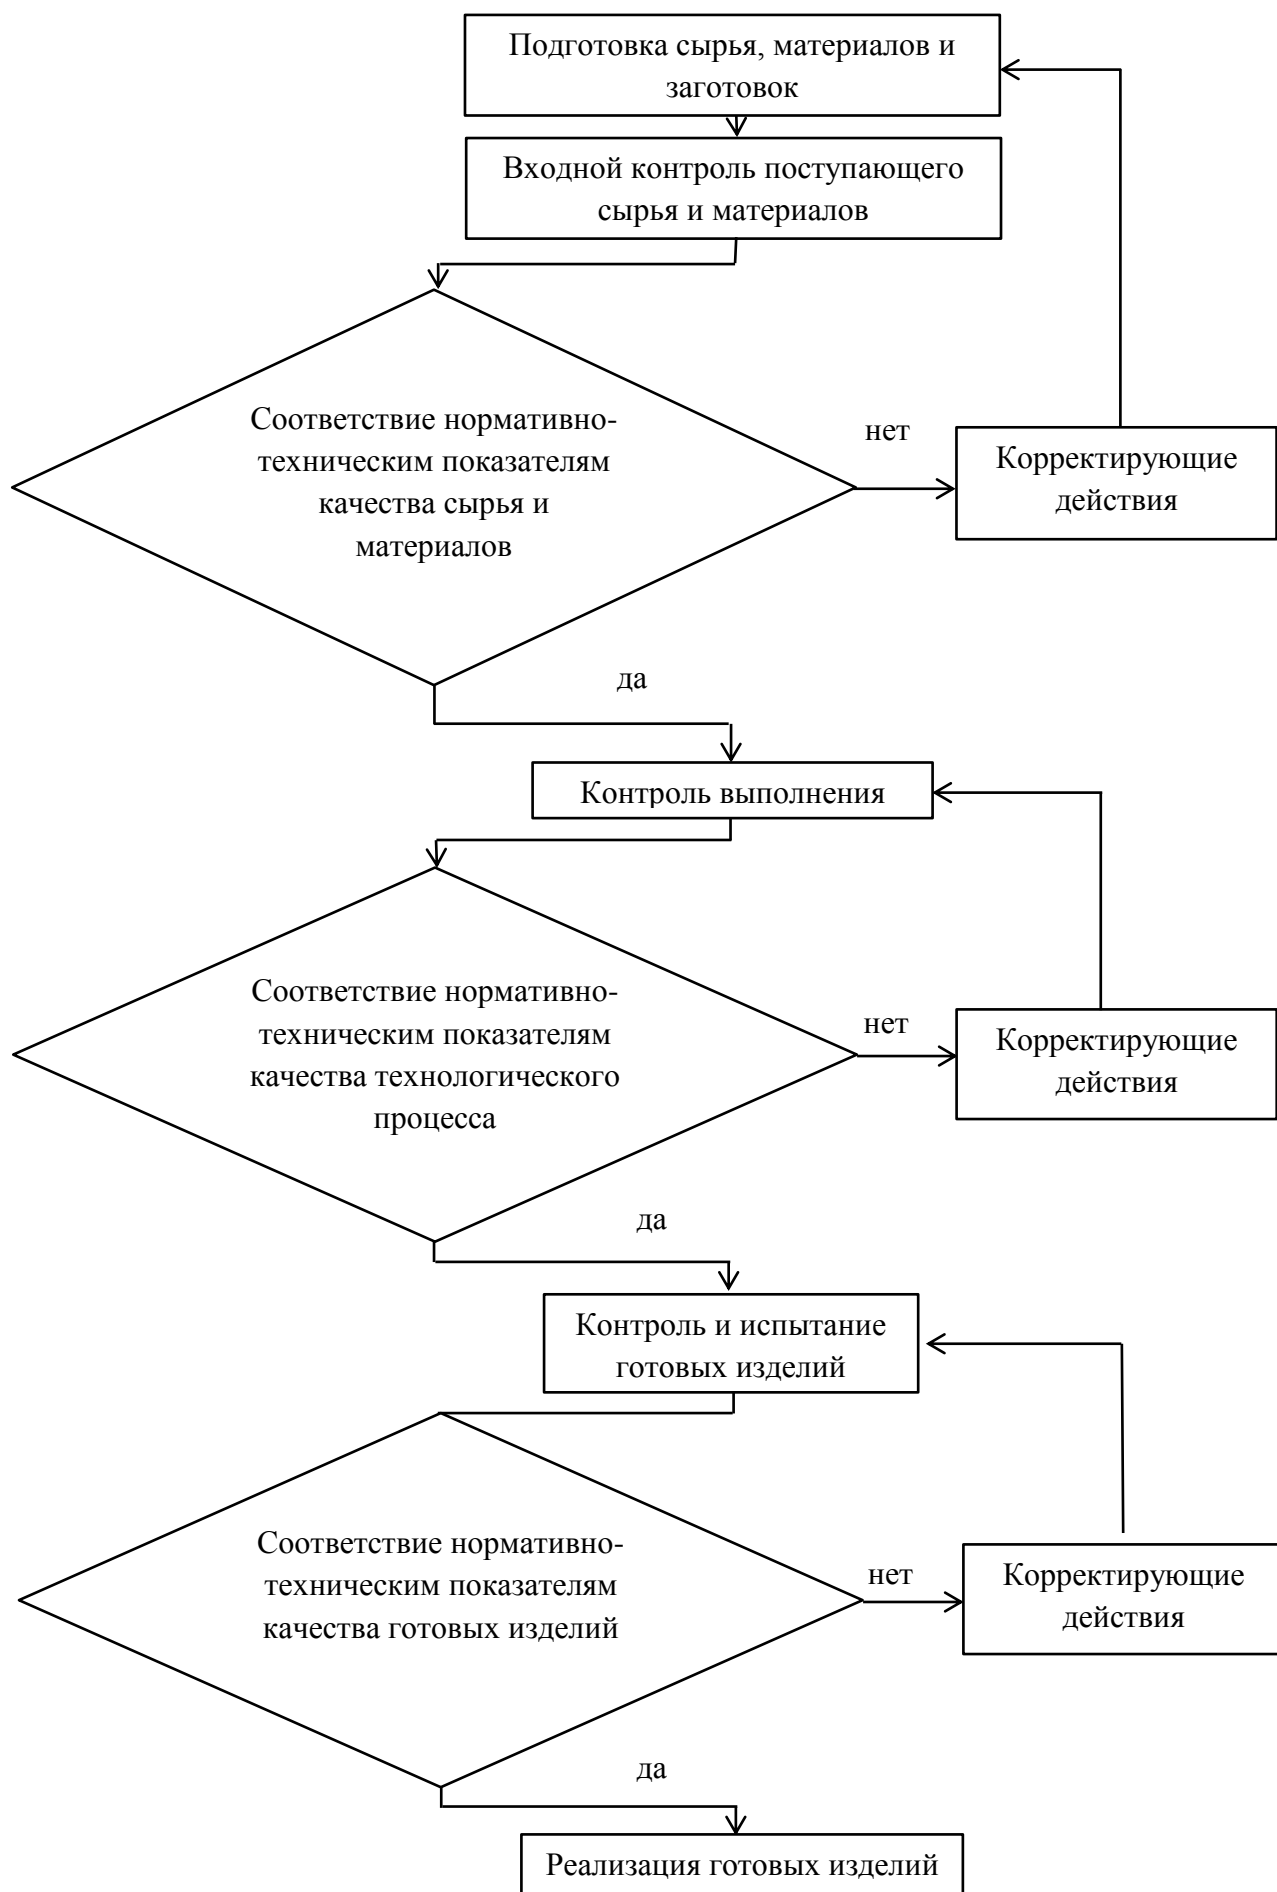 Подготовка сырья, материалов и
заготовок
Входной контроль поступающего
сырья и материалов
Соответствие нормативно-
техническим показателям
качества сырья и
материалов
нет
Корректирующие
действия
да
Контроль выполнения
Соответствие нормативно-
техническим показателям
качества технологического
процесса
нет
Корректирующие
действия
да
Контроль и испытание
готовых изделий
Соответствие нормативно-
техническим показателям
качества готовых изделий
нет
Корректирующие
действия
да
Реализация готовых изделий